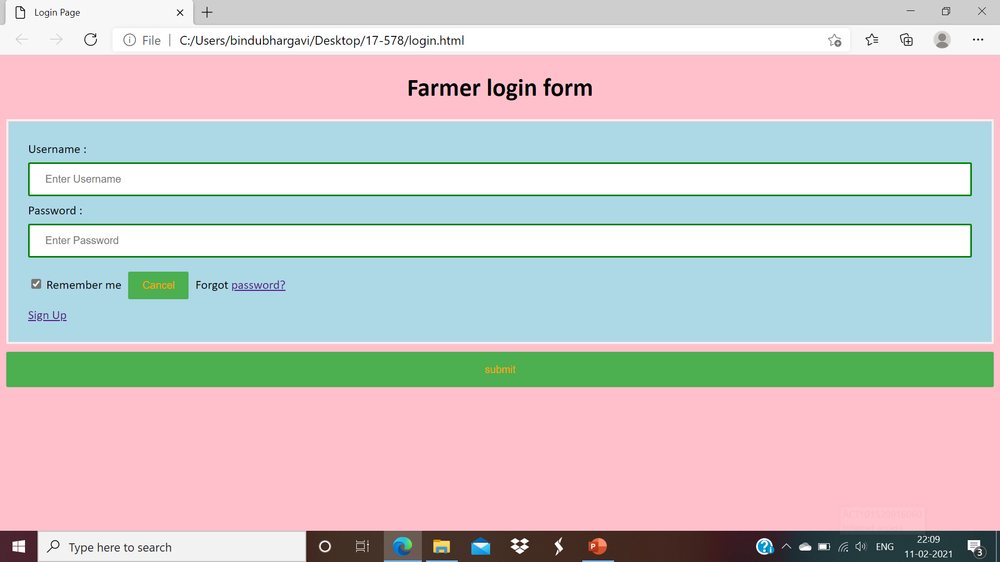 Login Page
File | C:/Users/bindubhargavi/Desktop/17-578/login.html
Farmer login form
Username :
Enter Username
Password :
Enter Password
Remember me Cancel Forgot password?
Sign Up
submit
ACT101520916060
Internet access
Type here to search
P
ENG
22:09
11-02-2021
3